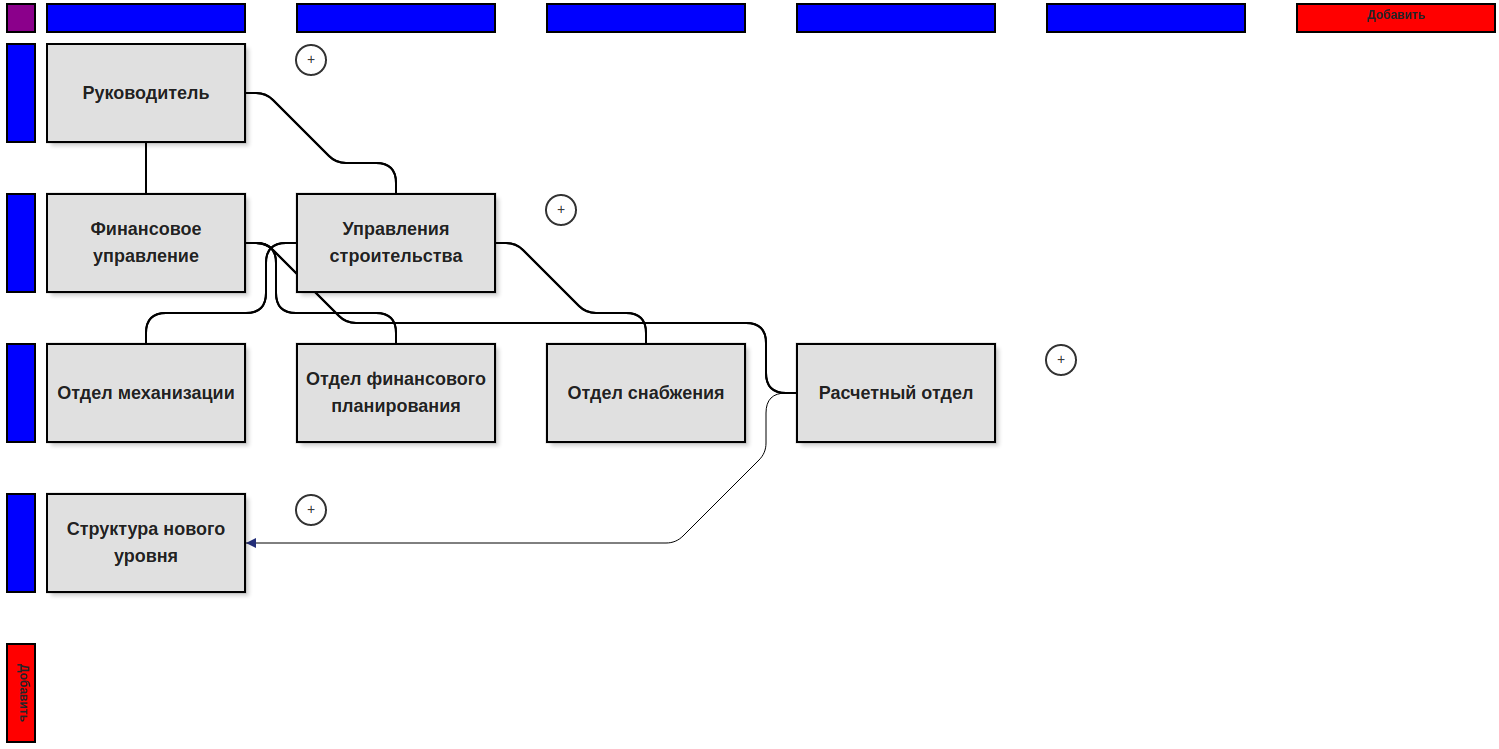 Добавить
Руководитель
+
Финансовое
управление
Управления
строительства
+
Отдел механизации
Отдел финансового
планирования
Отдел снабжения
Расчетный отдел
+
Структура нового
уровня
+
Добавить